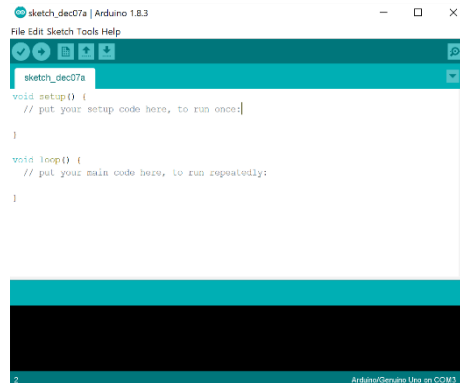 sketch_dec07a | Arduino 1.8.3
File Edit Sketch Tools Help
sketch_dec07a
void setup() {
// put your setup code here, to run once:
}
void loop() {
// put your main code here, to run repeatedly:
}
2
Arduino/Genuino Uno on COM3